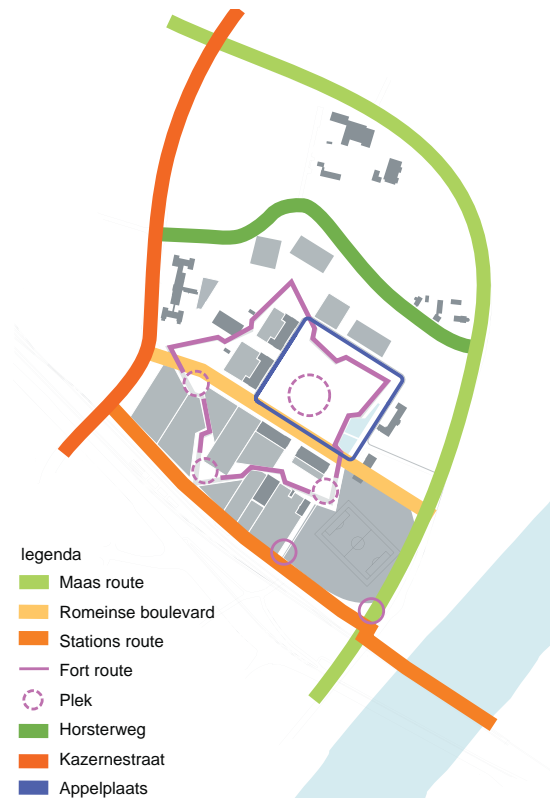 legenda
Maas route
Romeinse boulevard
Stations route
Fort route
Plek
Horsterweg
Kazernestraat
Appelplaats